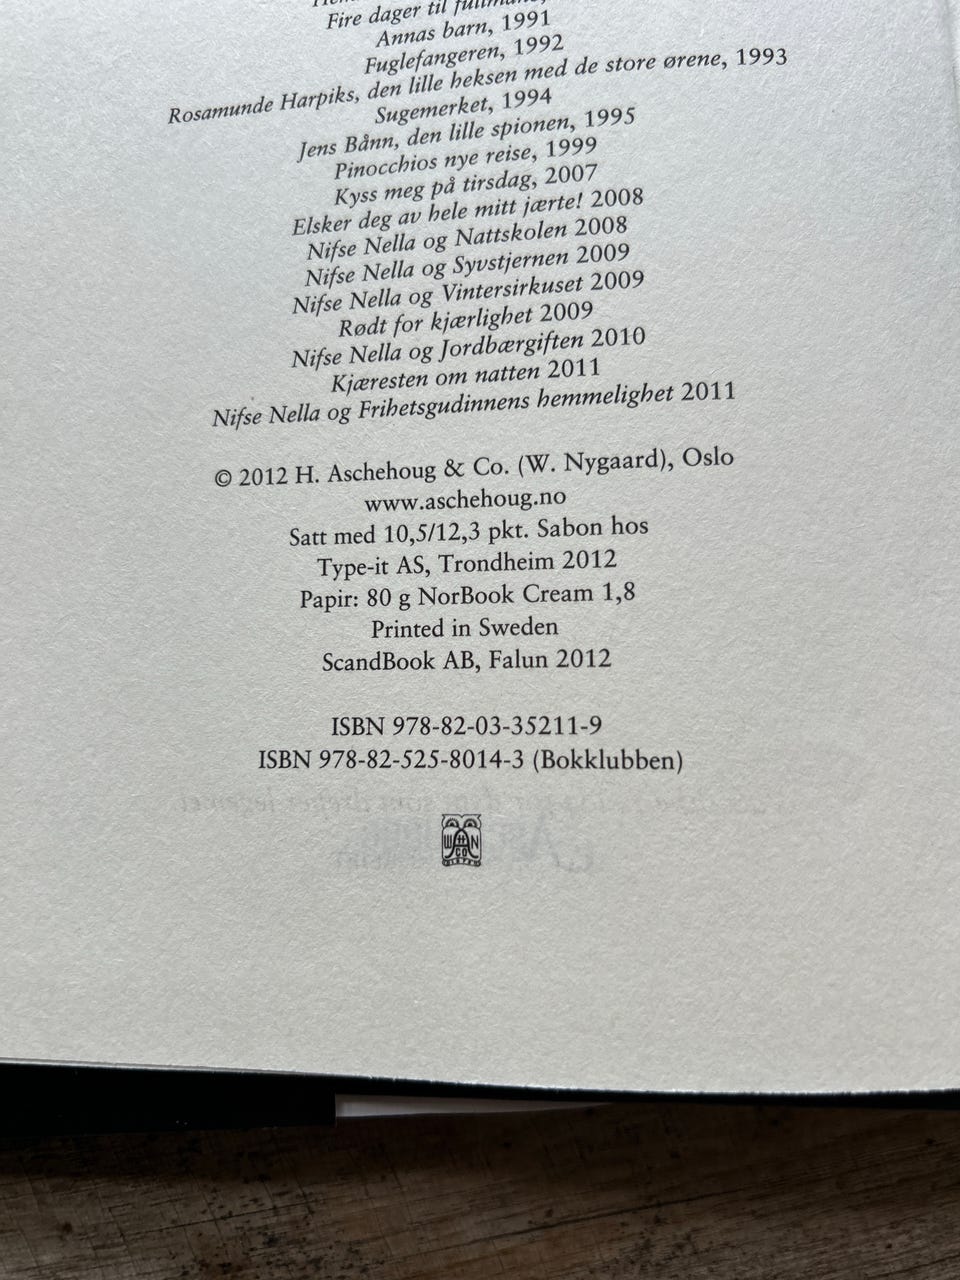 Fire dager til fullmåne,
Annas barn, 1991
Fuglefangeren, 1992
Rosamunde Harpiks, den lille heksen med de store ørene, 1993
Sugemerket, 1994
Jens Bånn, den lille spionen, 1995
Pinocchios nye reise, 1999
Kyss meg på tirsdag, 2007
Elsker deg av hele mitt jærte! 2008
Nifse Nella og Nattskolen 2008
Nifse Nella og Syvstjernen 2009
Nifse Nella og Vintersirkuset 2009
Rødt for kjærlighet 2009
Nifse Nella og Jordbærgiften 2010
Kjæresten om natten 2011
Nifse Nella og Frihetsgudinnens hemmelighet 2011
© 2012 H. Aschehoug & Co. (W. Nygaard), Oslo
www.aschehoug.no
Satt med 10,5/12,3 pkt. Sabon hos
Type-it AS, Trondheim 2012
Papir: 80 g NorBook Cream 1,8
Printed in Sweden
ScandBook AB, Falun 2012
ISBN 978-82-03-35211-9
ISBN 978-82-525-8014-3 (Bokklubben)